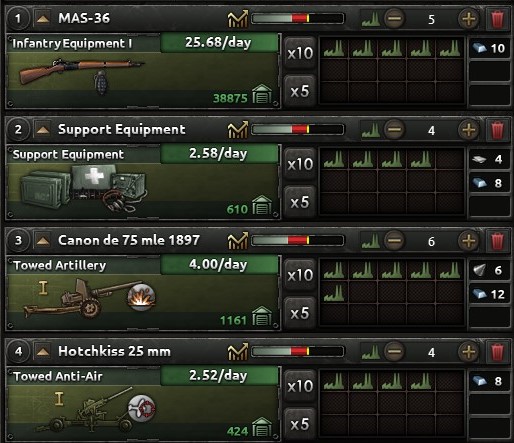 1 MAS-36 5
Infantry Equipment I 25.68/day x10 10
38875 x5
2 Support Equipment 4
Support Equipment 2.58/day x10 4
8
610 x5
3 Canon de 75 mle 1897 6
Towed Artillery 4.00/day x10 6
I 12
1161 x5
4 Hotchkiss 25 mm 4
Towed Anti-Air 2.52/day x10 8
I
424 x5